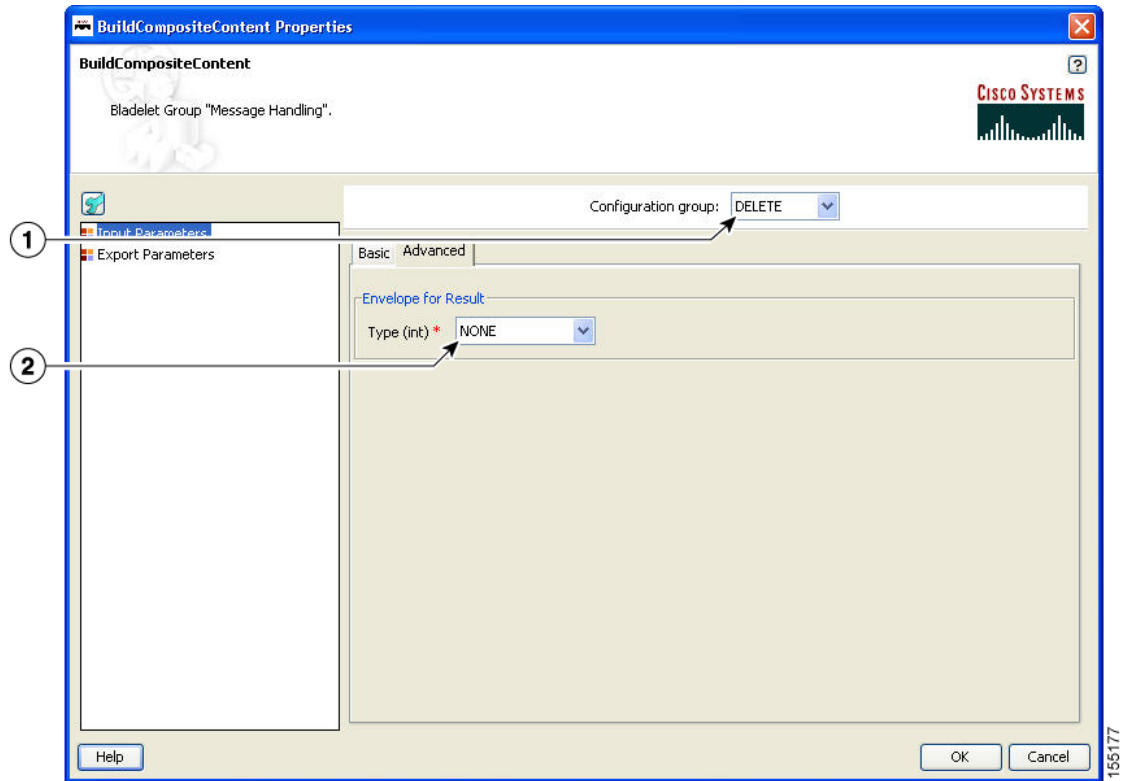 BuildCompositeContent Properties
BuildCompositeContent
?
Bladelet Group "Message Handling".
CISCO SYSTEMS
Configuration group: DELETE
1
Input Parameters
Export Parameters
Basic Advanced
Envelope for Result
Type (int) * NONE
2
Help
OK Cancel
155177